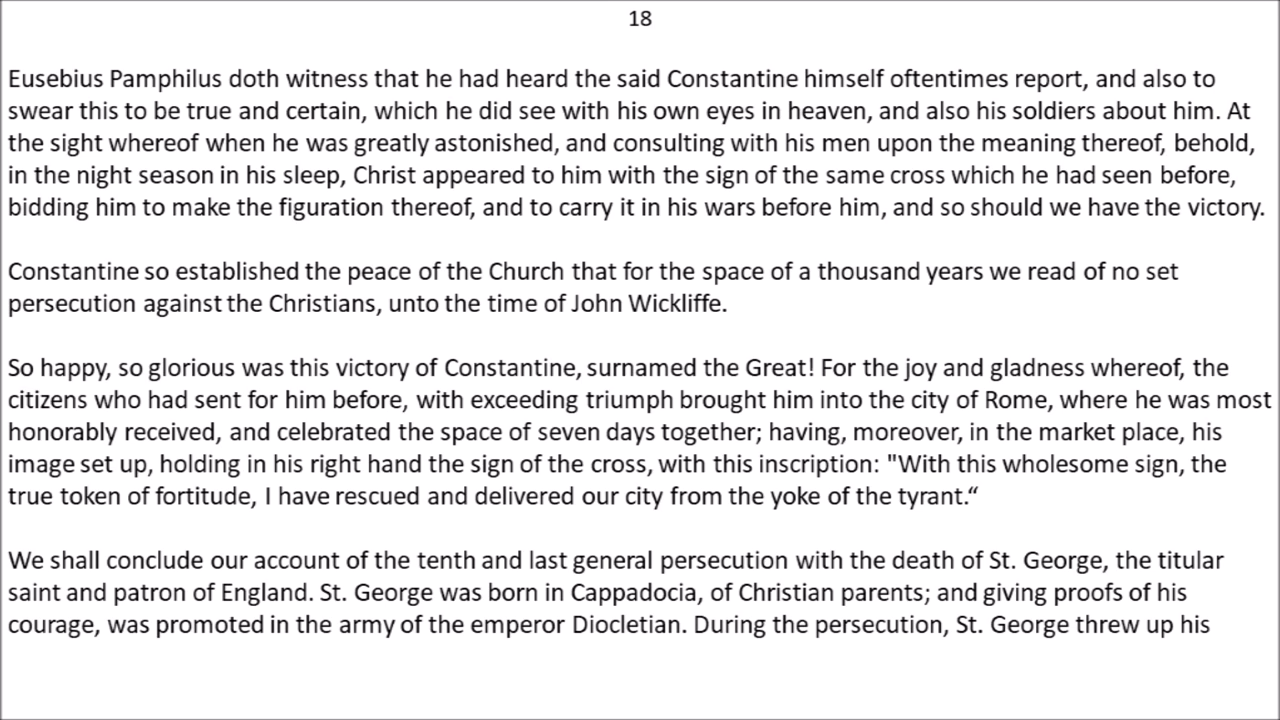 18
Eusebius Pamphilus doth witness that he had heard the said Constantine himself oftentimes report, and also to
swear this to be true and certain, which he did see with his own eyes in heaven, and also his soldiers about him. At
the sight whereof when he was greatly astonished, and consulting with his men upon the meaning thereof, behold,
in the night season in his sleep, Christ appeared to him with the sign of the same cross which he had seen before,
bidding him to make the figuration thereof, and to carry it in his wars before him, and so should we have the victory.
Constantine so established the peace of the Church that for the space of a thousand years we read of no set
persecution against the Christians, unto the time of John Wickliffe.
So happy, so glorious was this victory of Constantine, surnamed the Great! For the joy and gladness whereof, the
citizens who had sent for him before, with exceeding triumph brought him into the city of Rome, where he was most
honorably received, and celebrated the space of seven days together; having, moreover, in the market place, his
image set up, holding in his right hand the sign of the cross, with this inscription: "With this wholesome sign, the
true token of fortitude, I have rescued and delivered our city from the yoke of the tyrant.“
We shall conclude our account of the tenth and last general persecution with the death of St. George, the titular
saint and patron of England. St. George was born in Cappadocia, of Christian parents; and giving proofs of his
courage, was promoted in the army of the emperor Diocletian. During the persecution, St. George threw up his